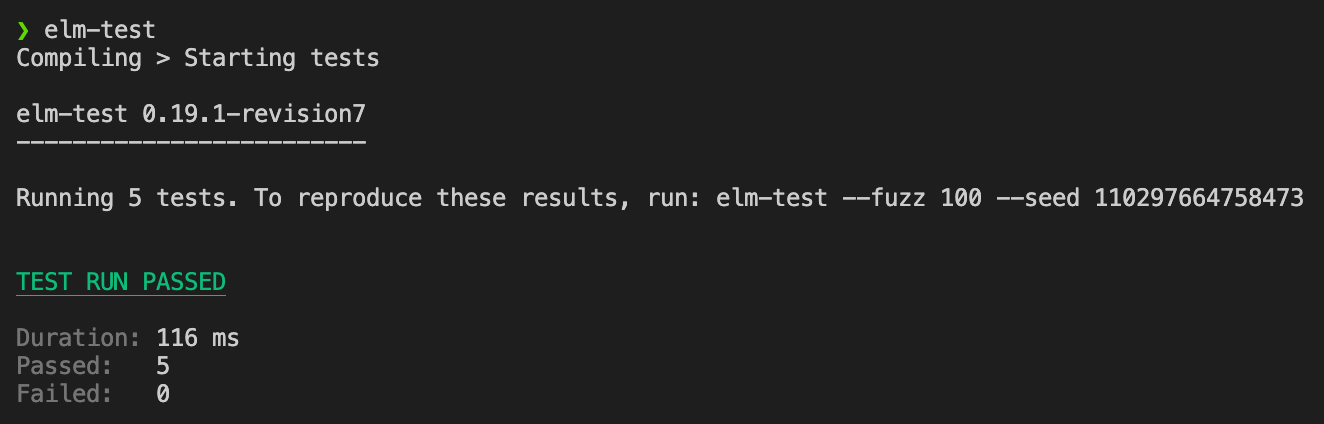 ❯ elm-test
Compiling > Starting tests
elm-test 0.19.1-revision7
-------------------------
Running 5 tests. To reproduce these results, run: elm-test --fuzz 100 --seed 110297664758473
TEST RUN PASSED
Duration: 116 ms
Passed:   5
Failed:   0